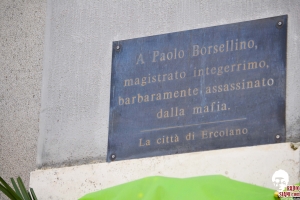 A Paolo Borsellino,
magistrato integerrimo,
barbaramente assassinato
dalla mafia.
La città di Ercolano